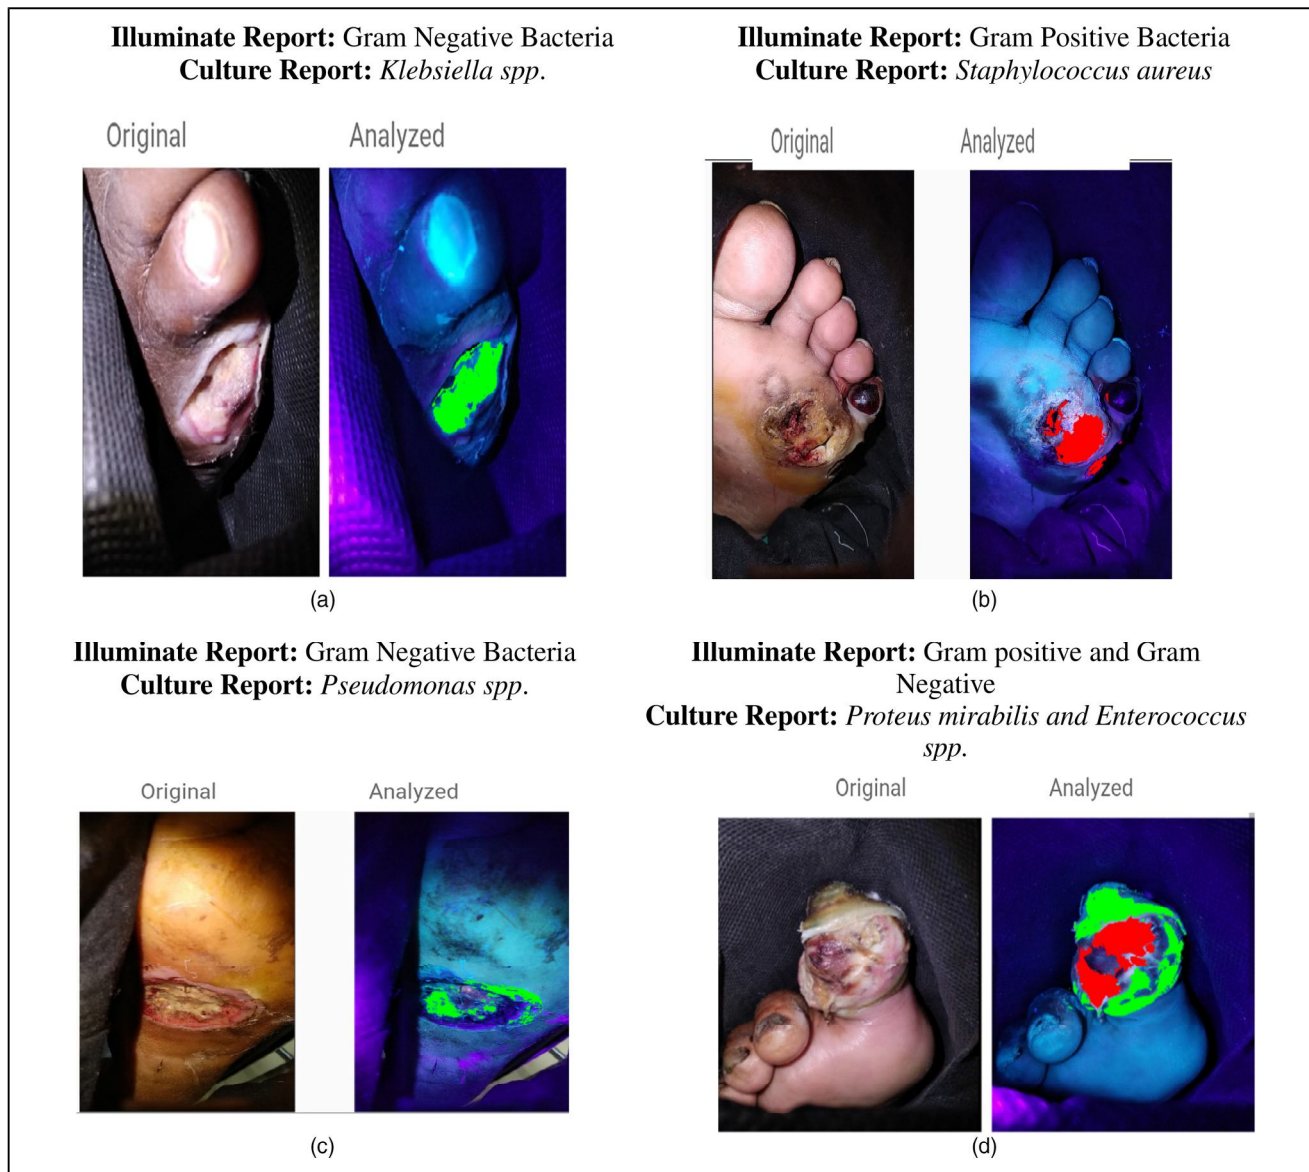 Illuminate Report: Gram Negative Bacteria
Culture Report: Klebsiella spp.
Original
Analyzed
(a)
Illuminate Report: Gram Positive Bacteria
Culture Report: Staphylococcus aureus
Original
Analyzed
(b)
Illuminate Report: Gram Negative Bacteria
Culture Report: Pseudomonas spp.
Original
Analyzed
(c)
Illuminate Report: Gram positive and Gram
Negative
Culture Report: Proteus mirabilis and Enterococcus
spp.
Original
Analyzed
(d)